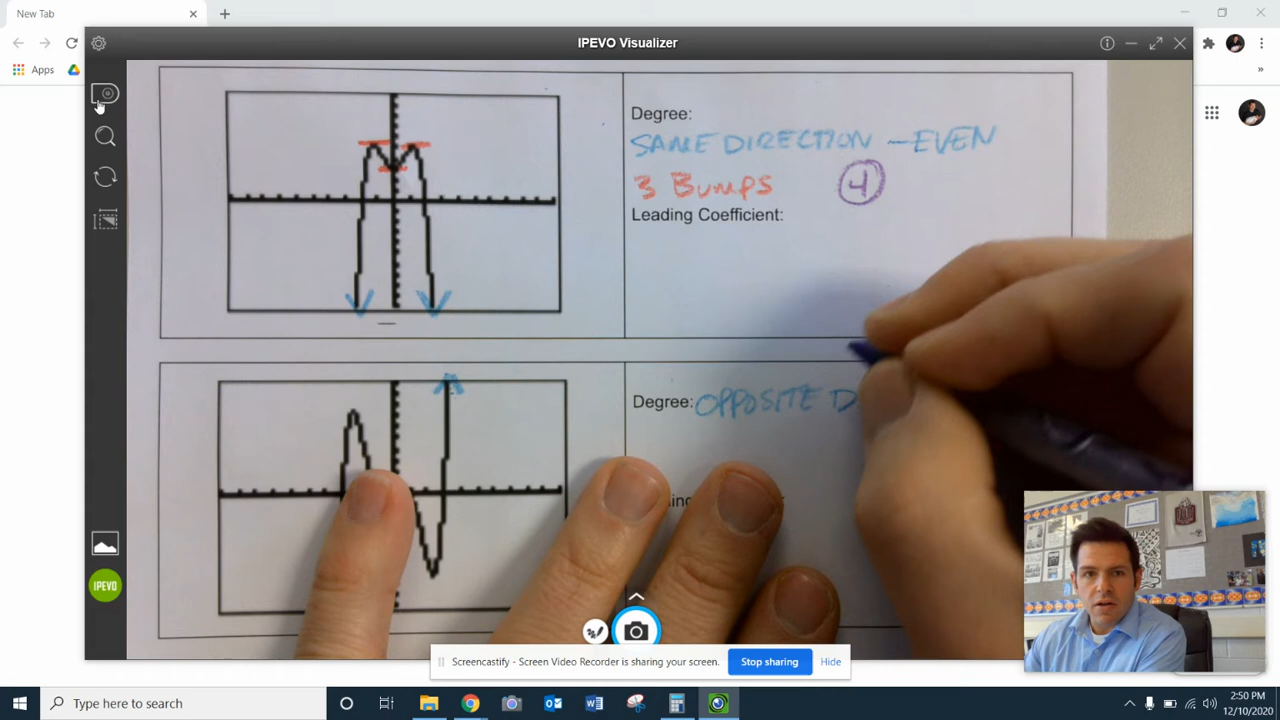 New Tab
IPEVO Visualizer
Apps
Degree:
SAME DIRECTION - EVEN
3 BUMPS
4
Leading Coefficient:
Degree: OPPOSITE D
IPEVO
Screencastify - Screen Video Recorder is sharing your screen.
Stop sharing
Hide
Type here to search
2:50 PM
12/10/2020